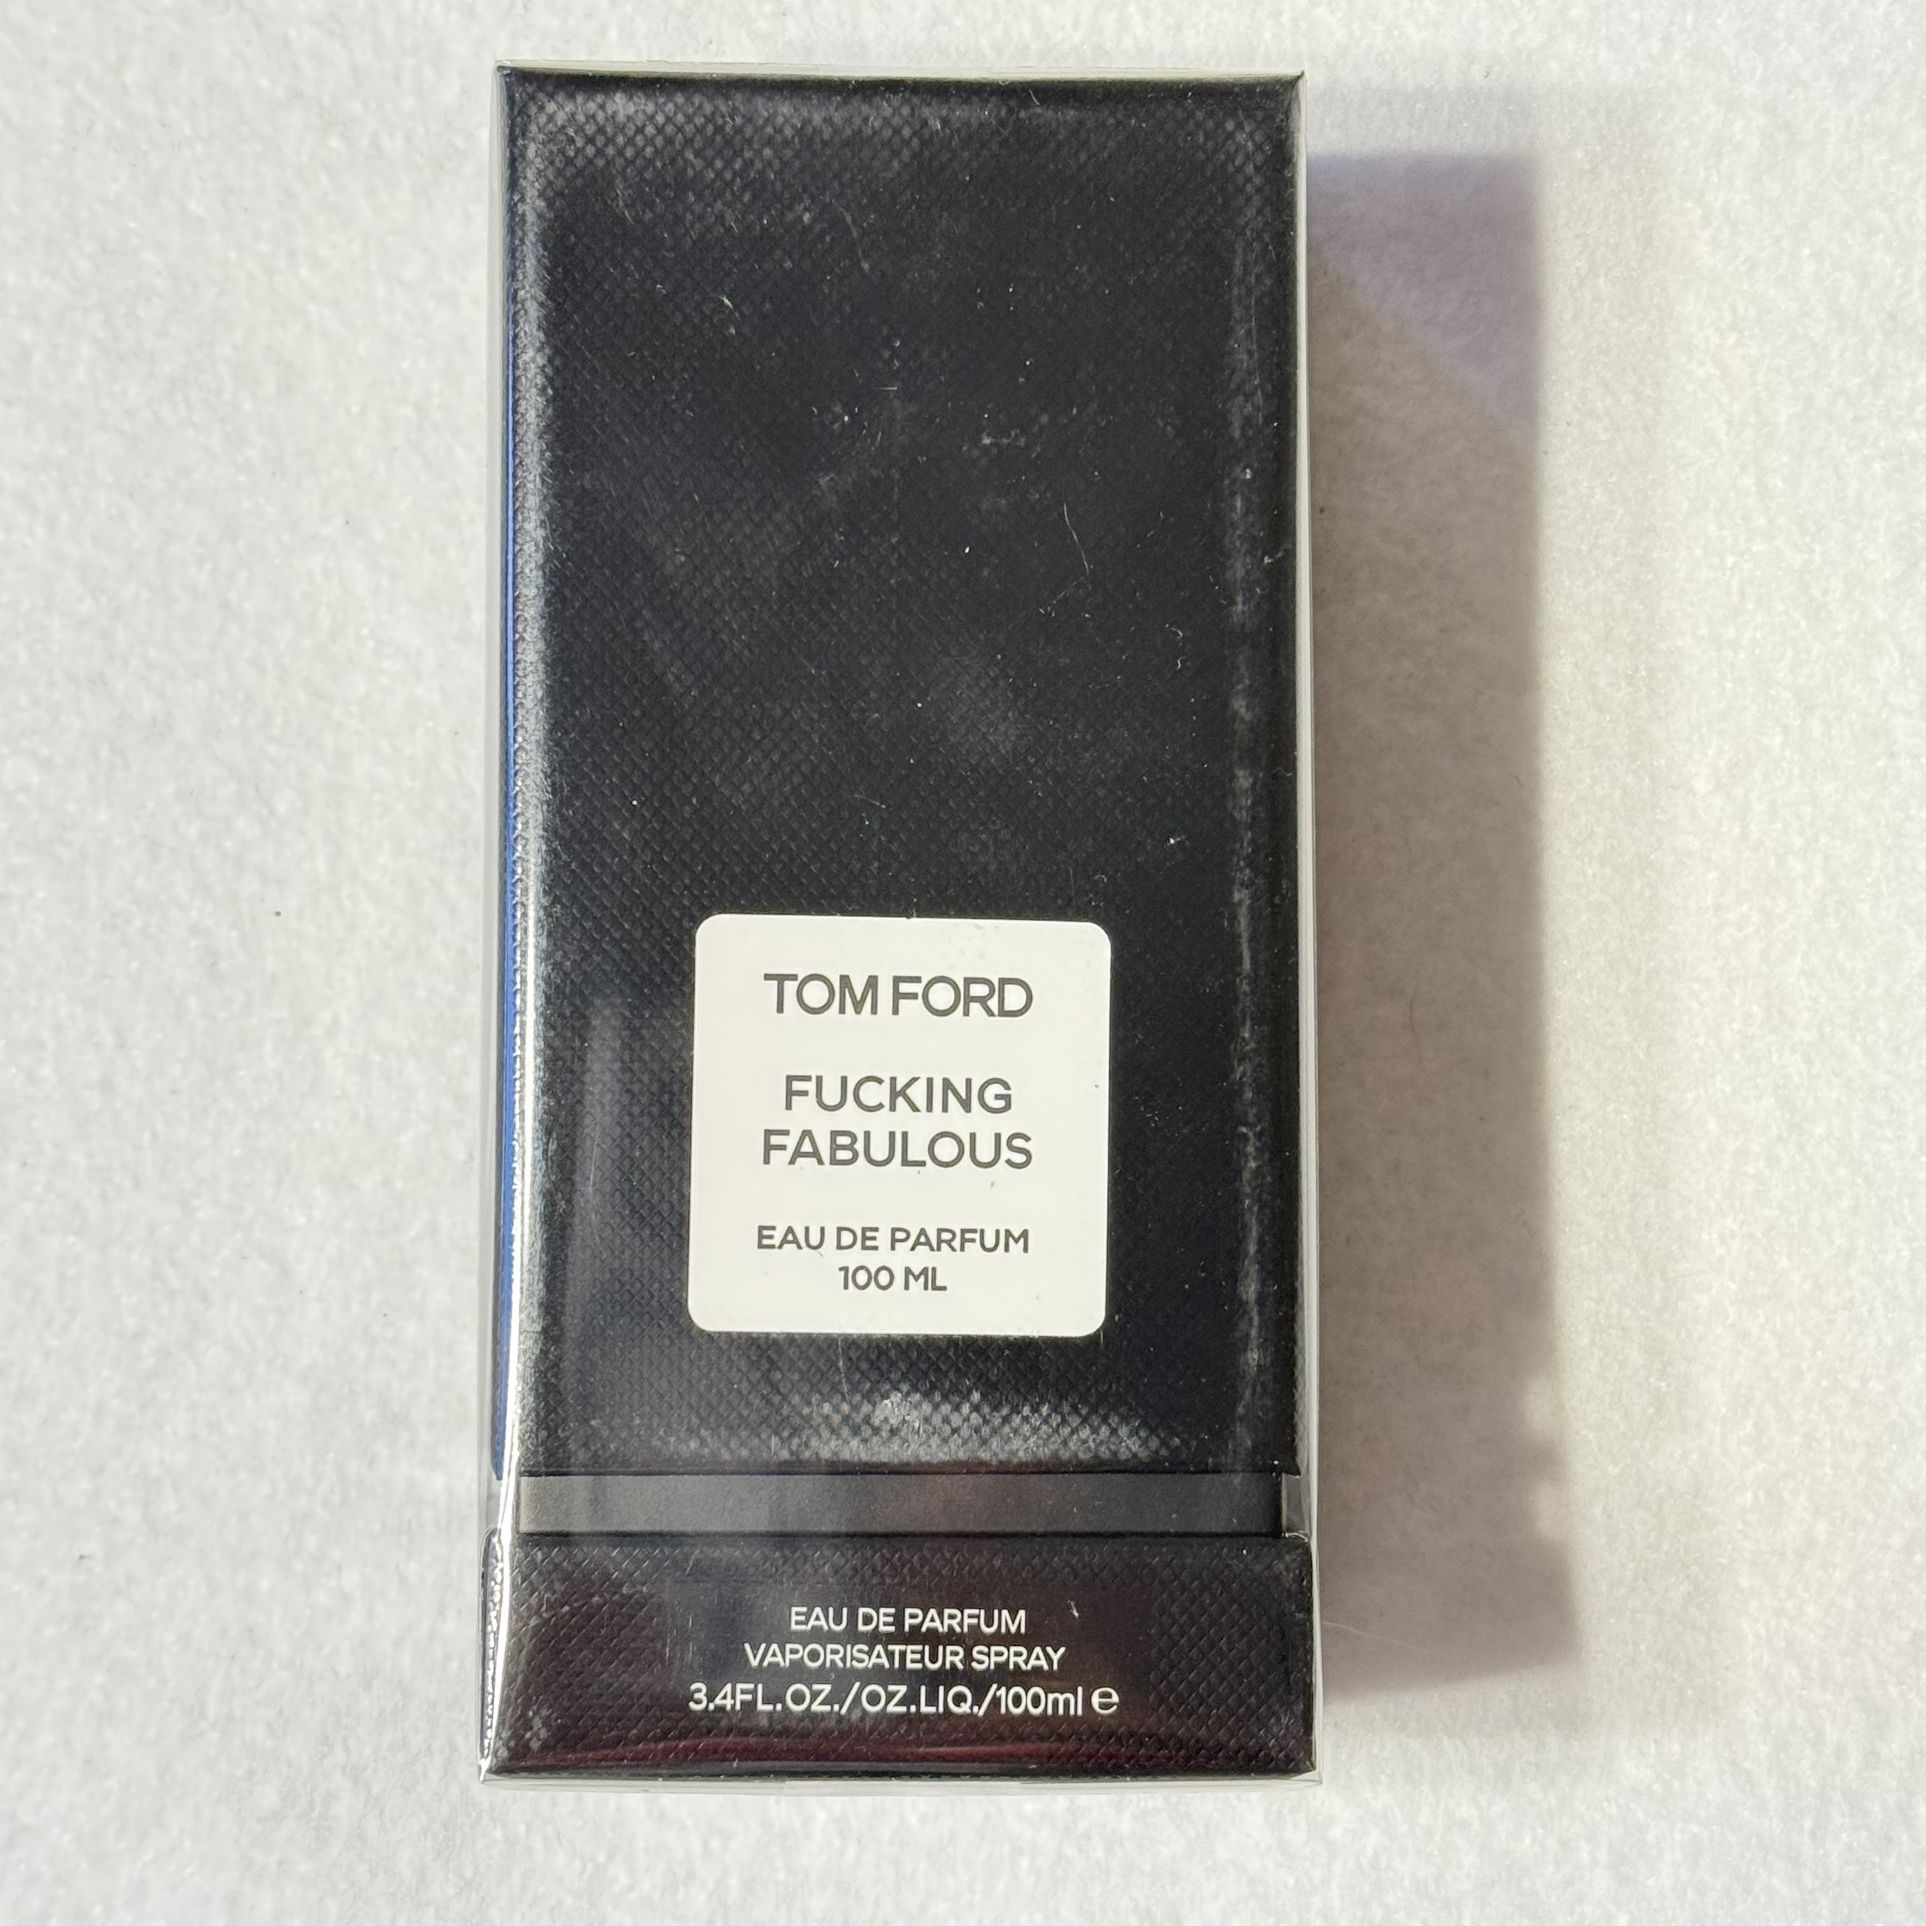 TOM FORD
FUCKING
FABULOUS
EAU DE PARFUM
100 ML
EAU DE PARFUM
VAPORISATEUR SPRAY
3.4FL.OZ./OZ.LIQ./100ml ℮